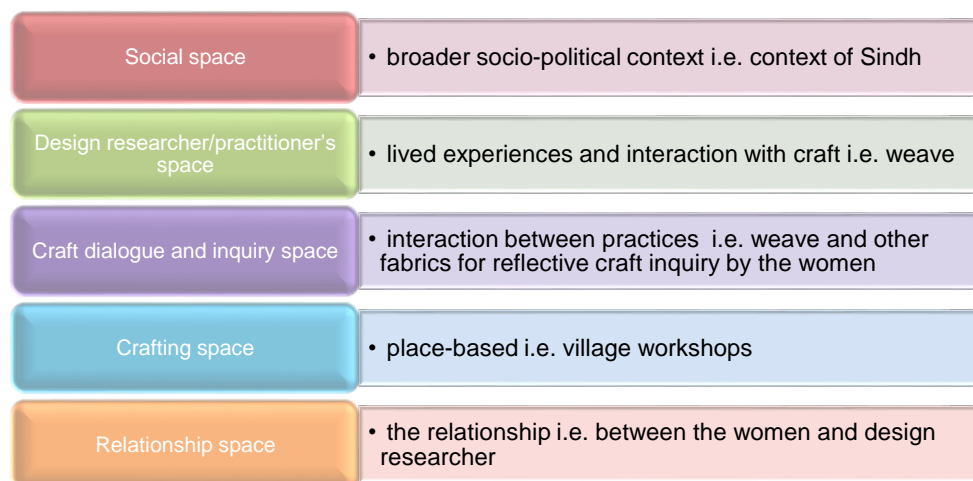 Social space
• broader socio-political context i.e. context of Sindh
Design researcher/practitioner's
space
• lived experiences and interaction with craft i.e. weave
Craft dialogue and inquiry space
• interaction between practices i.e. weave and other
fabrics for reflective craft inquiry by the women
Crafting space
• place-based i.e. village workshops
Relationship space
• the relationship i.e. between the women and design
researcher